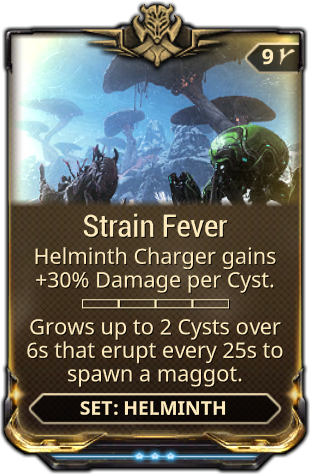 9
Strain Fever
Helminth Charger gains
+30% Damage per Cyst.
Grows up to 2 Cysts over
6s that erupt every 25s to
spawn a maggot.
SET: HELMINTH